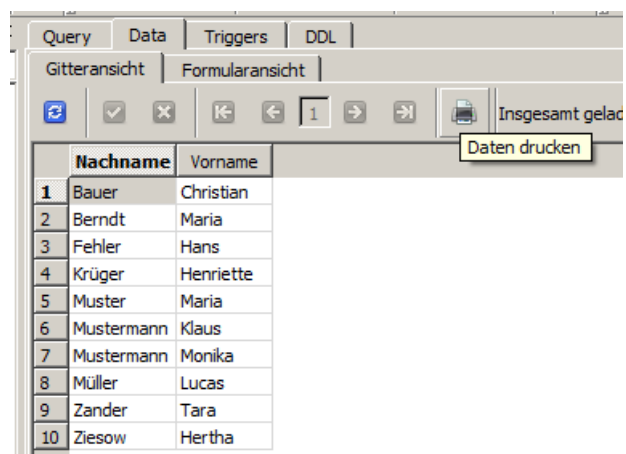 Query Data Triggers DDL
Gitteransicht Formularansicht
1 Insgesamt gelad
Daten drucken
Nachname Vorname
1 Bauer Christian
2 Berndt Maria
3 Fehler Hans
4 Krüger Henriette
5 Muster Maria
6 Mustermann Klaus
7 Mustermann Monika
8 Müller Lucas
9 Zander Tara
10 Ziesow Hertha